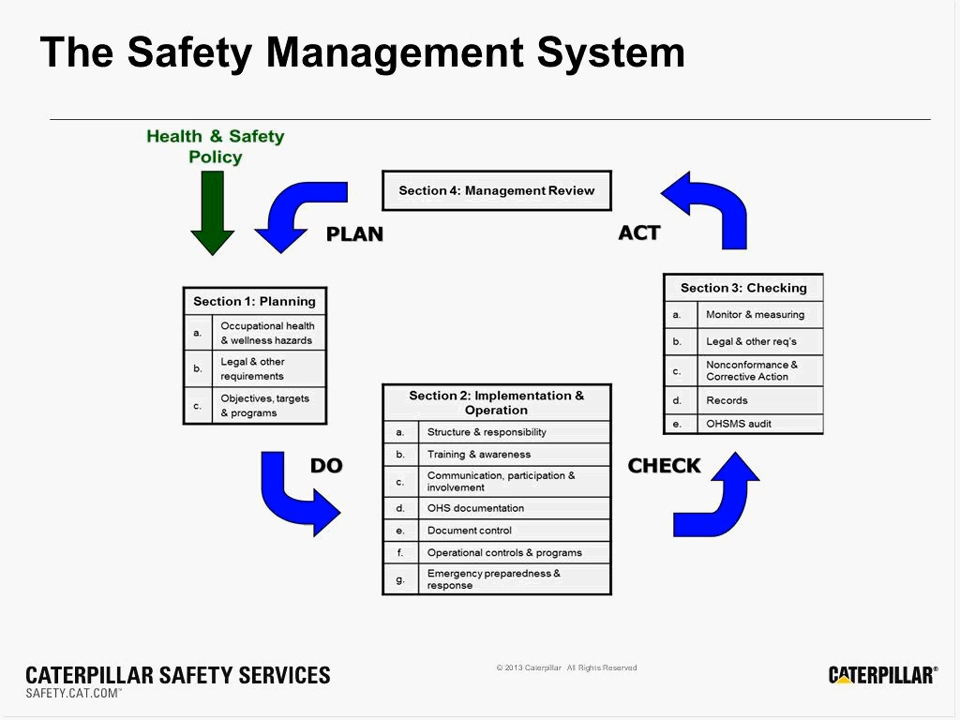 The Safety Management System
Health & Safety
Policy
Section 4: Management Review
PLAN
ACT
Section 1: Planning
a. Occupational health
& wellness hazards
b. Legal & other
requirements
c. Objectives, targets
& programs
Section 3: Checking
a. Monitor & measuring
b. Legal & other req's
c. Nonconformance &
Corrective Action
d. Records
e. OHSMS audit
DO
Section 2: Implementation &
Operation
a. Structure & responsibility
b. Training & awareness
c. Communication, participation &
involvement
d. OHS documentation
e. Document control
f. Operational controls & programs
g. Emergency preparedness &
response
CHECK
CATERPILLAR SAFETY SERVICES
SAFETY.CAT.COM™
© 2013 Caterpillar All Rights Reserved
CATERPILLAR®